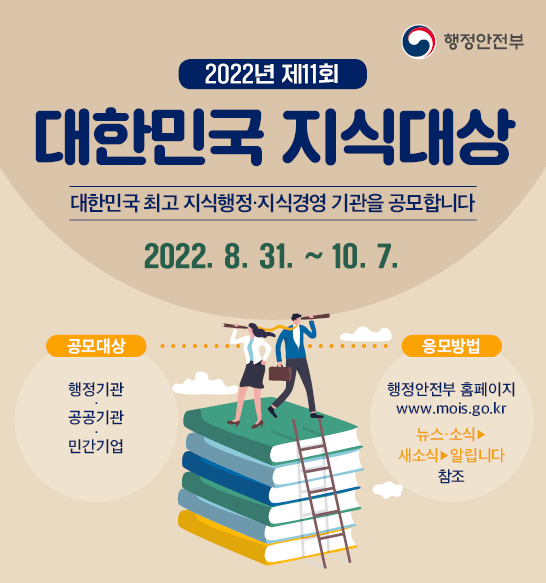 행정안전부
2022년 제11회
대한민국 지식대상
대한민국 최고 지식행정·지식경영 기관을 공모합니다
2022. 8. 31. ~ 10. 7.
공모대상
행정기관
·
공공기관
·
민간기업
응모방법
행정안전부 홈페이지
www.mois.go.kr
뉴스·소식▶
새소식▶알립니다
참조